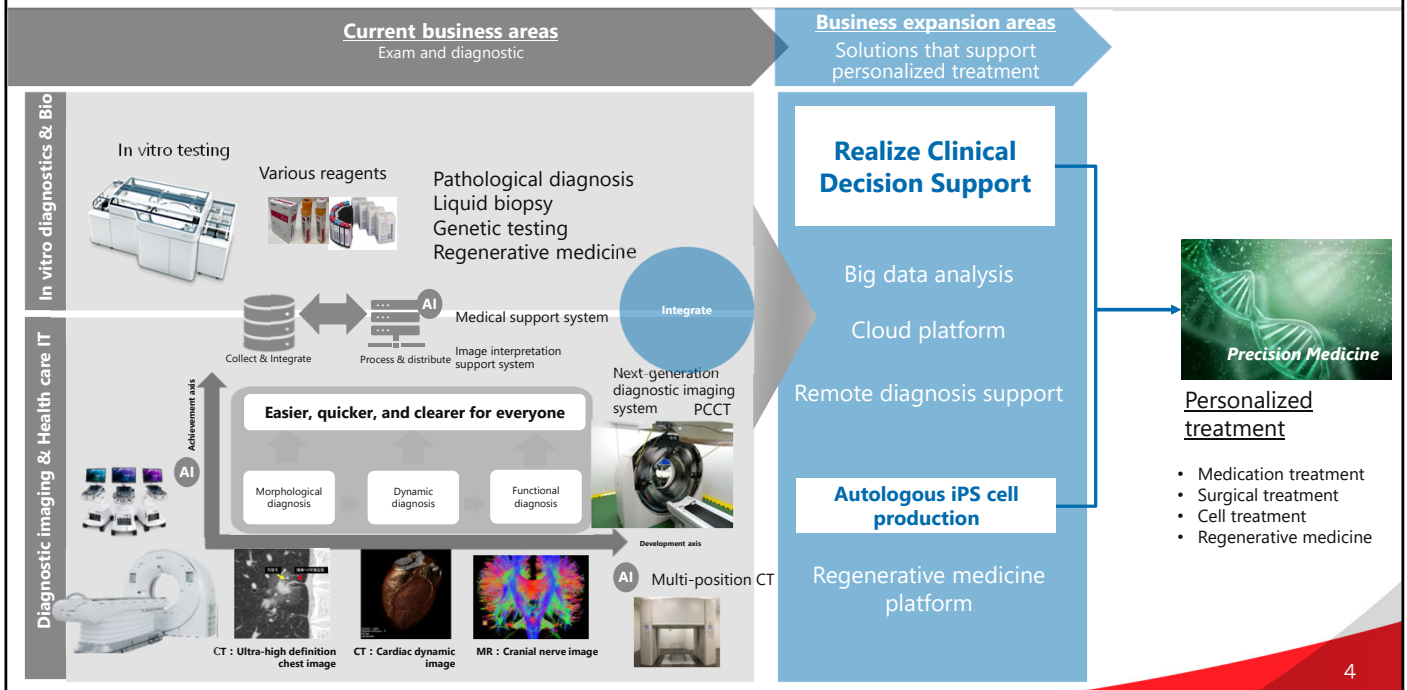 Current business areas
Exam and diagnostic
Business expansion areas
Solutions that support
personalized treatment
In vitro diagnostics & Bio
In vitro testing
Various reagents
Pathological diagnosis
Liquid biopsy
Genetic testing
Regenerative medicine
Integrate
AI
Collect & Integrate
Process & distribute
Medical support system
Image interpretation
support system
Diagnostic imaging & Health care IT
Achievement axis
AI
Easier, quicker, and clearer for everyone
Morphological
diagnosis
Dynamic
diagnosis
Functional
diagnosis
Next-generation
diagnostic imaging
system
PCCT
Development axis
AI
Multi-position CT
CT：Ultra-high definition
chest image
CT：Cardiac dynamic
image
MR：Cranial nerve image
Realize Clinical
Decision Support
Big data analysis
Cloud platform
Remote diagnosis support
Autologous iPS cell
production
Regenerative medicine
platform
Precision Medicine
Personalized
treatment
• Medication treatment
• Surgical treatment
• Cell treatment
• Regenerative medicine
4